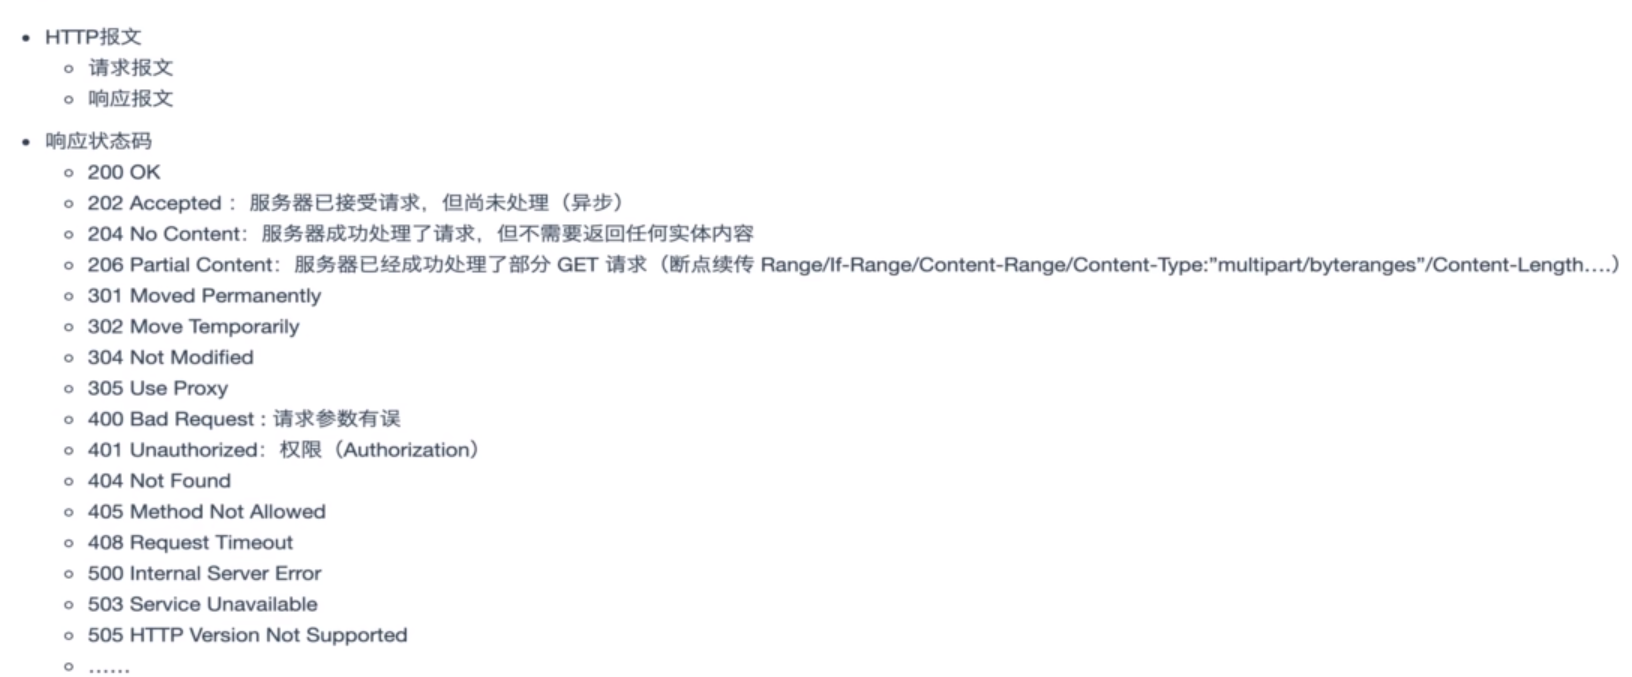 HTTP报文
请求报文
响应报文
响应状态码
200 OK
202 Accepted ：服务器已接受请求，但尚未处理（异步）
204 No Content：服务器成功处理了请求，但不需要返回任何实体内容
206 Partial Content：服务器已经成功处理了部分 GET 请求（断点续传 Range/If-Range/Content-Range/Content-Type:”multipart/byteranges”/Content-Length….）
301 Moved Permanently
302 Move Temporarily
304 Not Modified
305 Use Proxy
400 Bad Request : 请求参数有误
401 Unauthorized：权限（Authorization）
404 Not Found
405 Method Not Allowed
408 Request Timeout
500 Internal Server Error
503 Service Unavailable
505 HTTP Version Not Supported
......